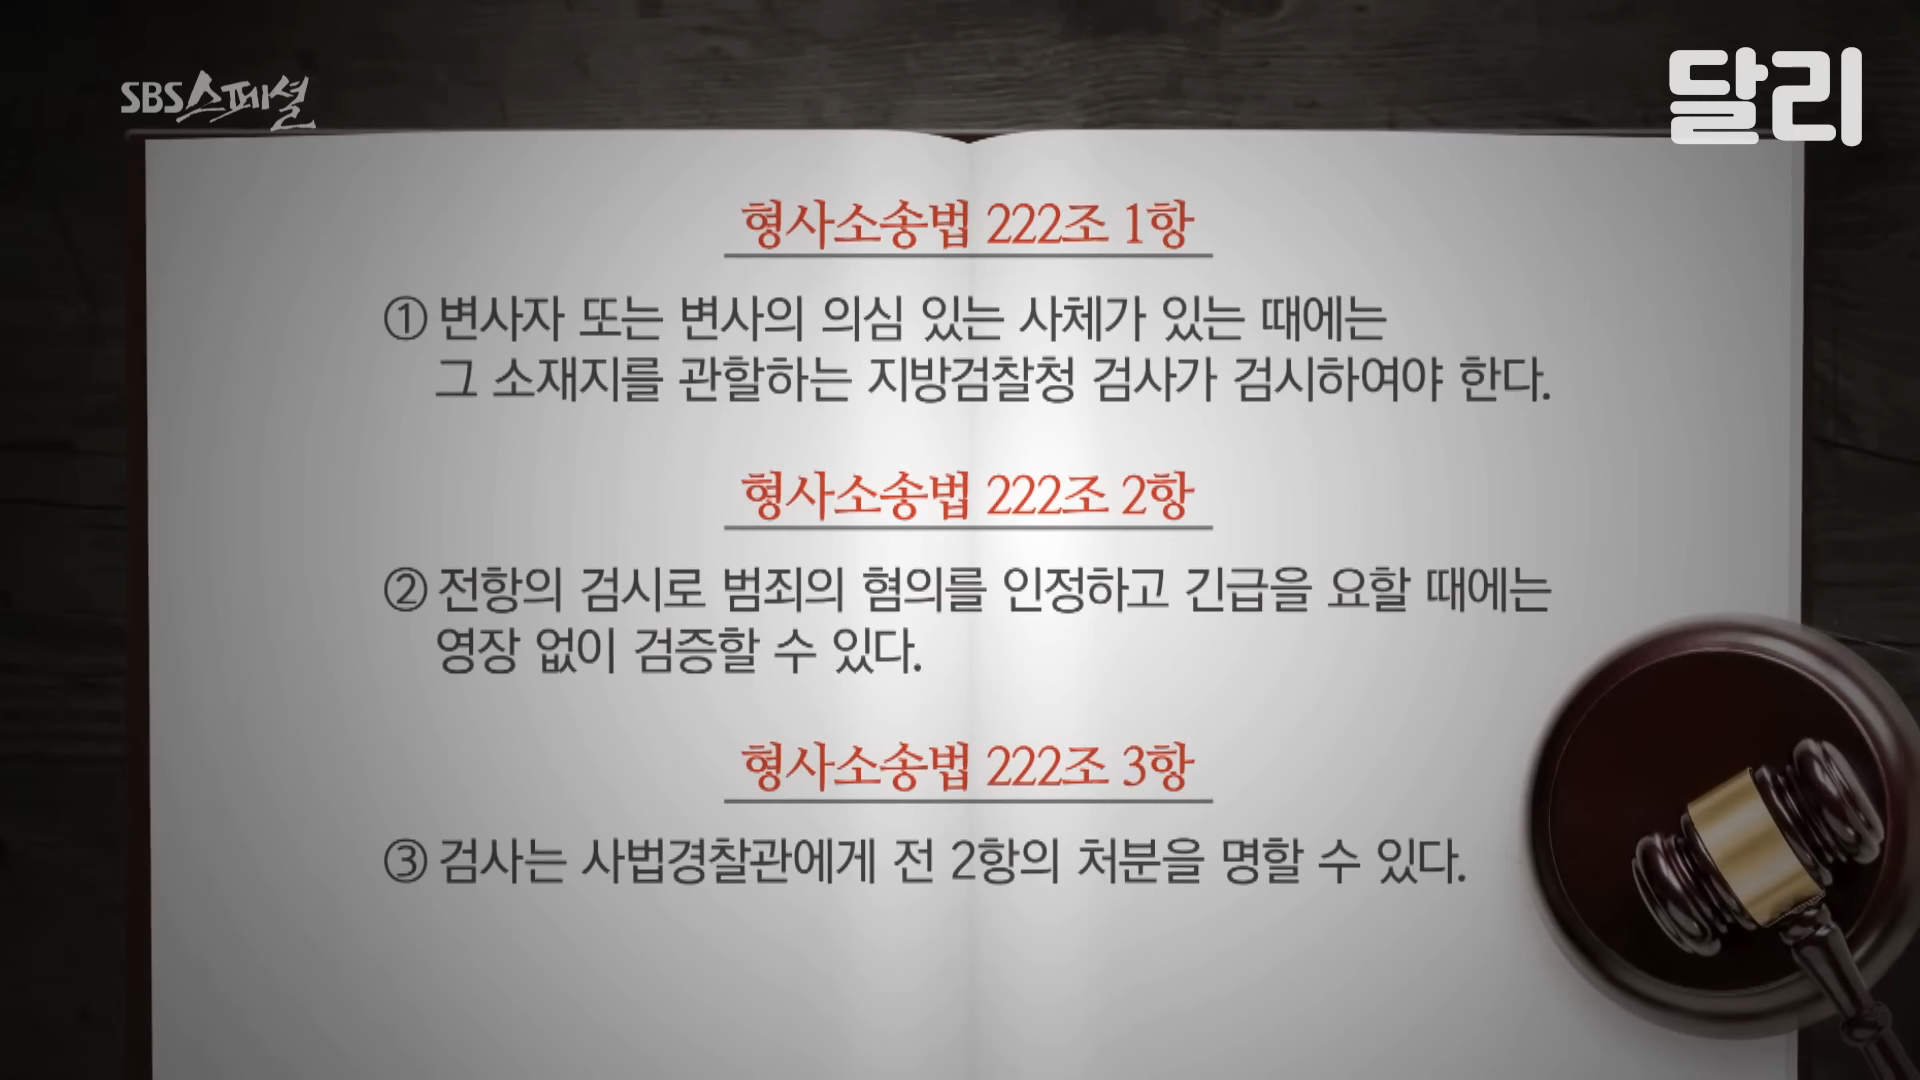 SBS스페셜
달리
형사소송법 222조 1항
① 변사자 또는 변사의 의심 있는 사체가 있는 때에는
그 소재지를 관할하는 지방검찰청 검사가 검시하여야 한다.
형사소송법 222조 2항
② 전항의 검시로 범죄의 혐의를 인정하고 긴급을 요할 때에는
영장 없이 검증할 수 있다.
형사소송법 222조 3항
③ 검사는 사법경찰관에게 전 2항의 처분을 명할 수 있다.